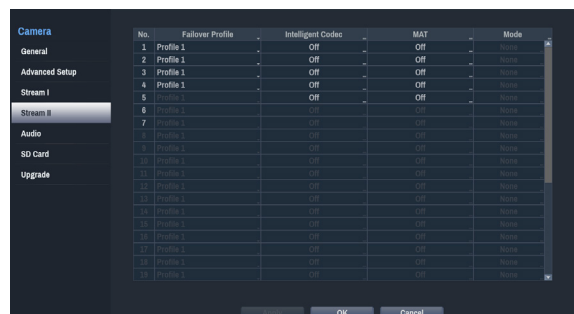 Camera
General
Advanced Setup
Stream I
Stream II
Audio
SD Card
Upgrade
No. Failover Profile Intelligent Codec MAT Mode
1 Profile 1 Off Off None
2 Profile 1 Off Off None
3 Profile 1 Off Off None
4 Profile 1 Off Off None
5 Profile 1 Off Off None
6 Profile 1 Off Off None
7 Profile 1 Off Off None
8 Profile 1 Off Off None
9 Profile 1 Off Off None
10 Profile 1 Off Off None
11 Profile 1 Off Off None
12 Profile 1 Off Off None
13 Profile 1 Off Off None
14 Profile 1 Off Off None
15 Profile 1 Off Off None
16 Profile 1 Off Off None
17 Profile 1 Off Off None
18 Profile 1 Off Off None
19 Profile 1 Off Off None
OK Cancel